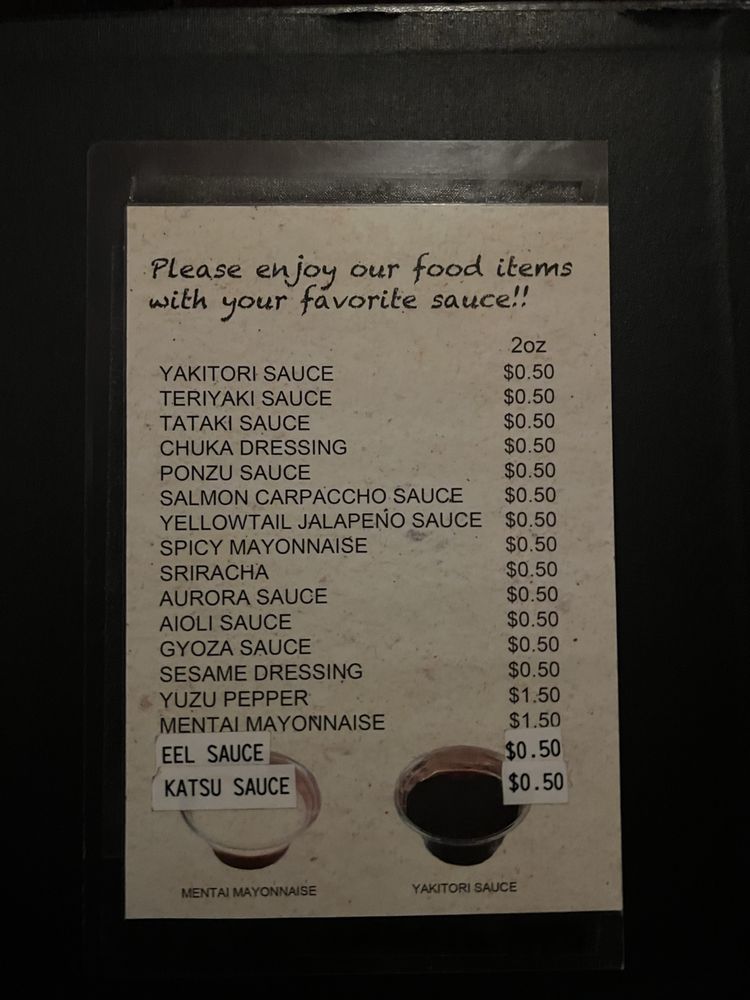 Please enjoy our food items
with your favorite sauce!!
2oz
YAKITORI SAUCE $0.50
TERIYAKI SAUCE $0.50
TATAKI SAUCE $0.50
CHUKA DRESSING $0.50
PONZU SAUCE $0.50
SALMON CARPACCHO SAUCE $0.50
YELLOWTAIL JALAPEÑO SAUCE $0.50
SPICY MAYONNAISE $0.50
SRIRACHA $0.50
AURORA SAUCE $0.50
AIOLI SAUCE $0.50
GYOZA SAUCE $0.50
SESAME DRESSING $0.50
YUZU PEPPER $1.50
MENTAI MAYONNAISE $1.50
EEL SAUCE $0.50
KATSU SAUCE $0.50
MENTAI MAYONNAISE YAKITORI SAUCE